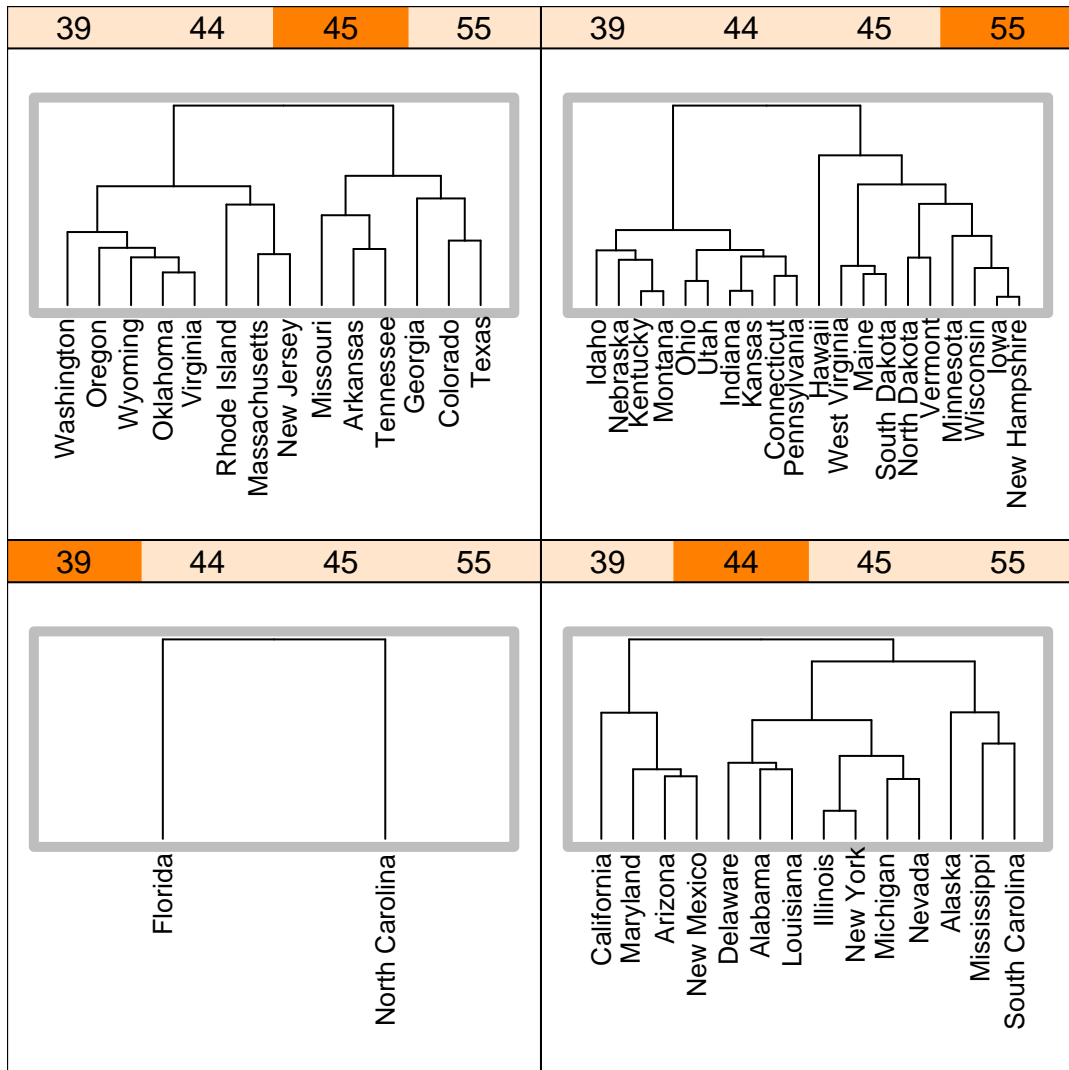 39 44 45 55
Washington
Oregon
Wyoming
Oklahoma
Virginia
Rhode Island
Massachusetts
New Jersey
Missouri
Arkansas
Tennessee
Georgia
Colorado
Texas
39 44 45 55
Idaho
Nebraska
Kentucky
Montana
Ohio
Utah
Indiana
Kansas
Connecticut
Pennsylvania
Hawaii
West Virginia
Maine
South Dakota
North Dakota
Vermont
Minnesota
Wisconsin
Iowa
New Hampshire
39 44 45 55
Florida
North Carolina
39 44 45 55
California
Maryland
Arizona
New Mexico
Delaware
Alabama
Louisiana
Illinois
New York
Michigan
Nevada
Alaska
Mississippi
South Carolina